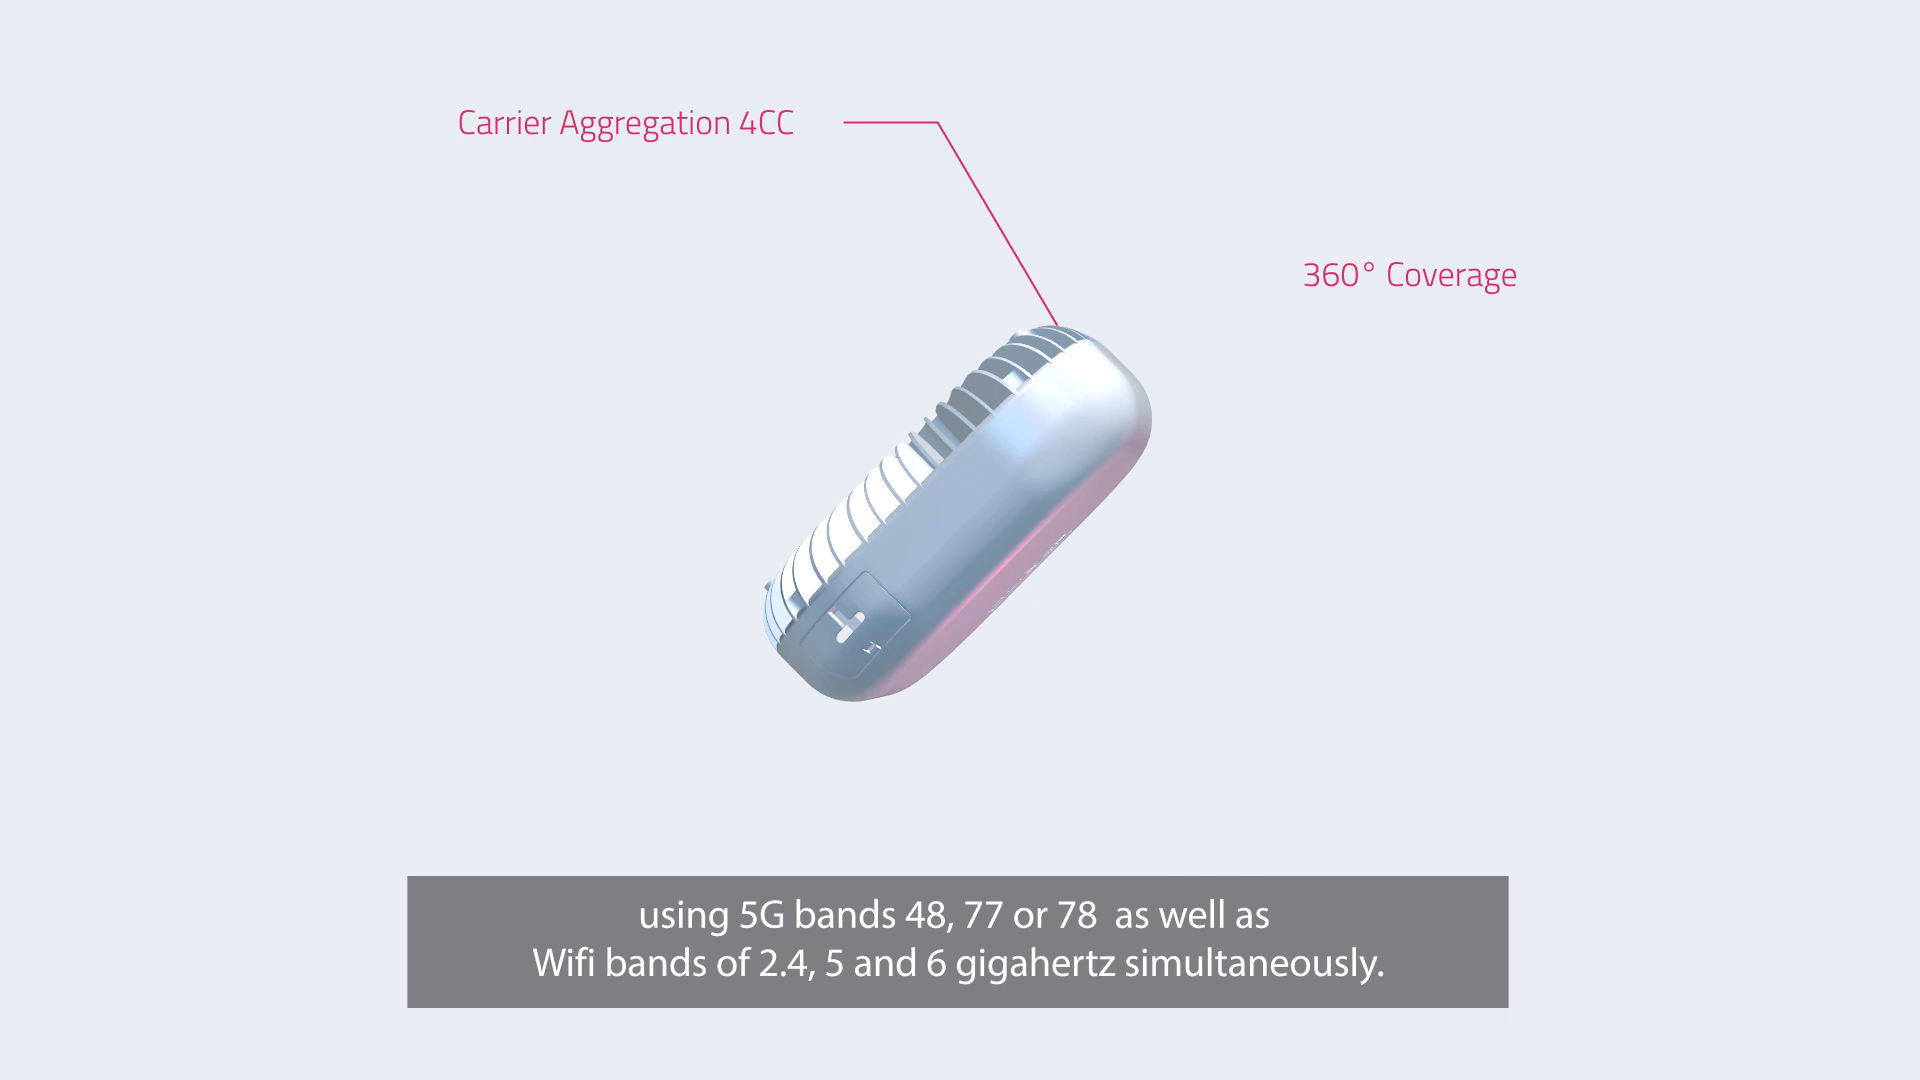 Carrier Aggregation 4CC
360° Coverage
using 5G bands 48, 77 or 78  as well as
Wifi bands of 2.4, 5 and 6 gigahertz simultaneously.